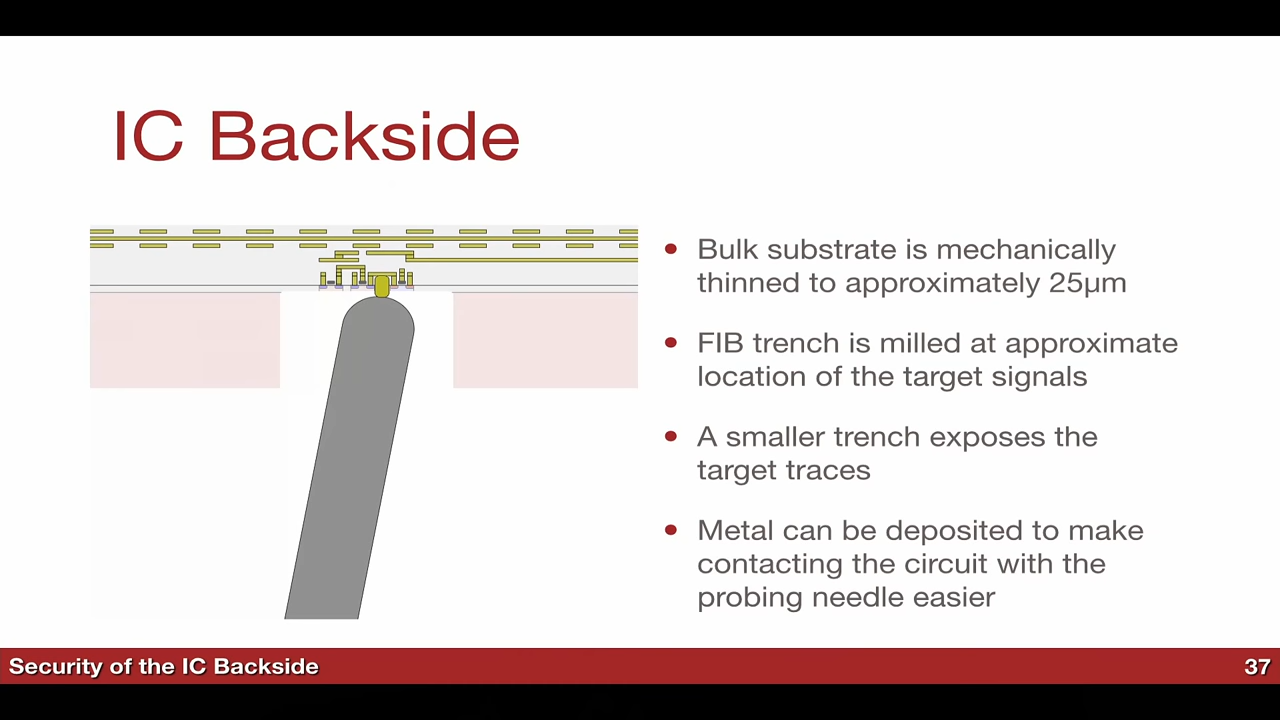 IC Backside
• Bulk substrate is mechanically
thinned to approximately 25µm
• FIB trench is milled at approximate
location of the target signals
• A smaller trench exposes the
target traces
• Metal can be deposited to make
contacting the circuit with the
probing needle easier
Security of the IC Backside
37